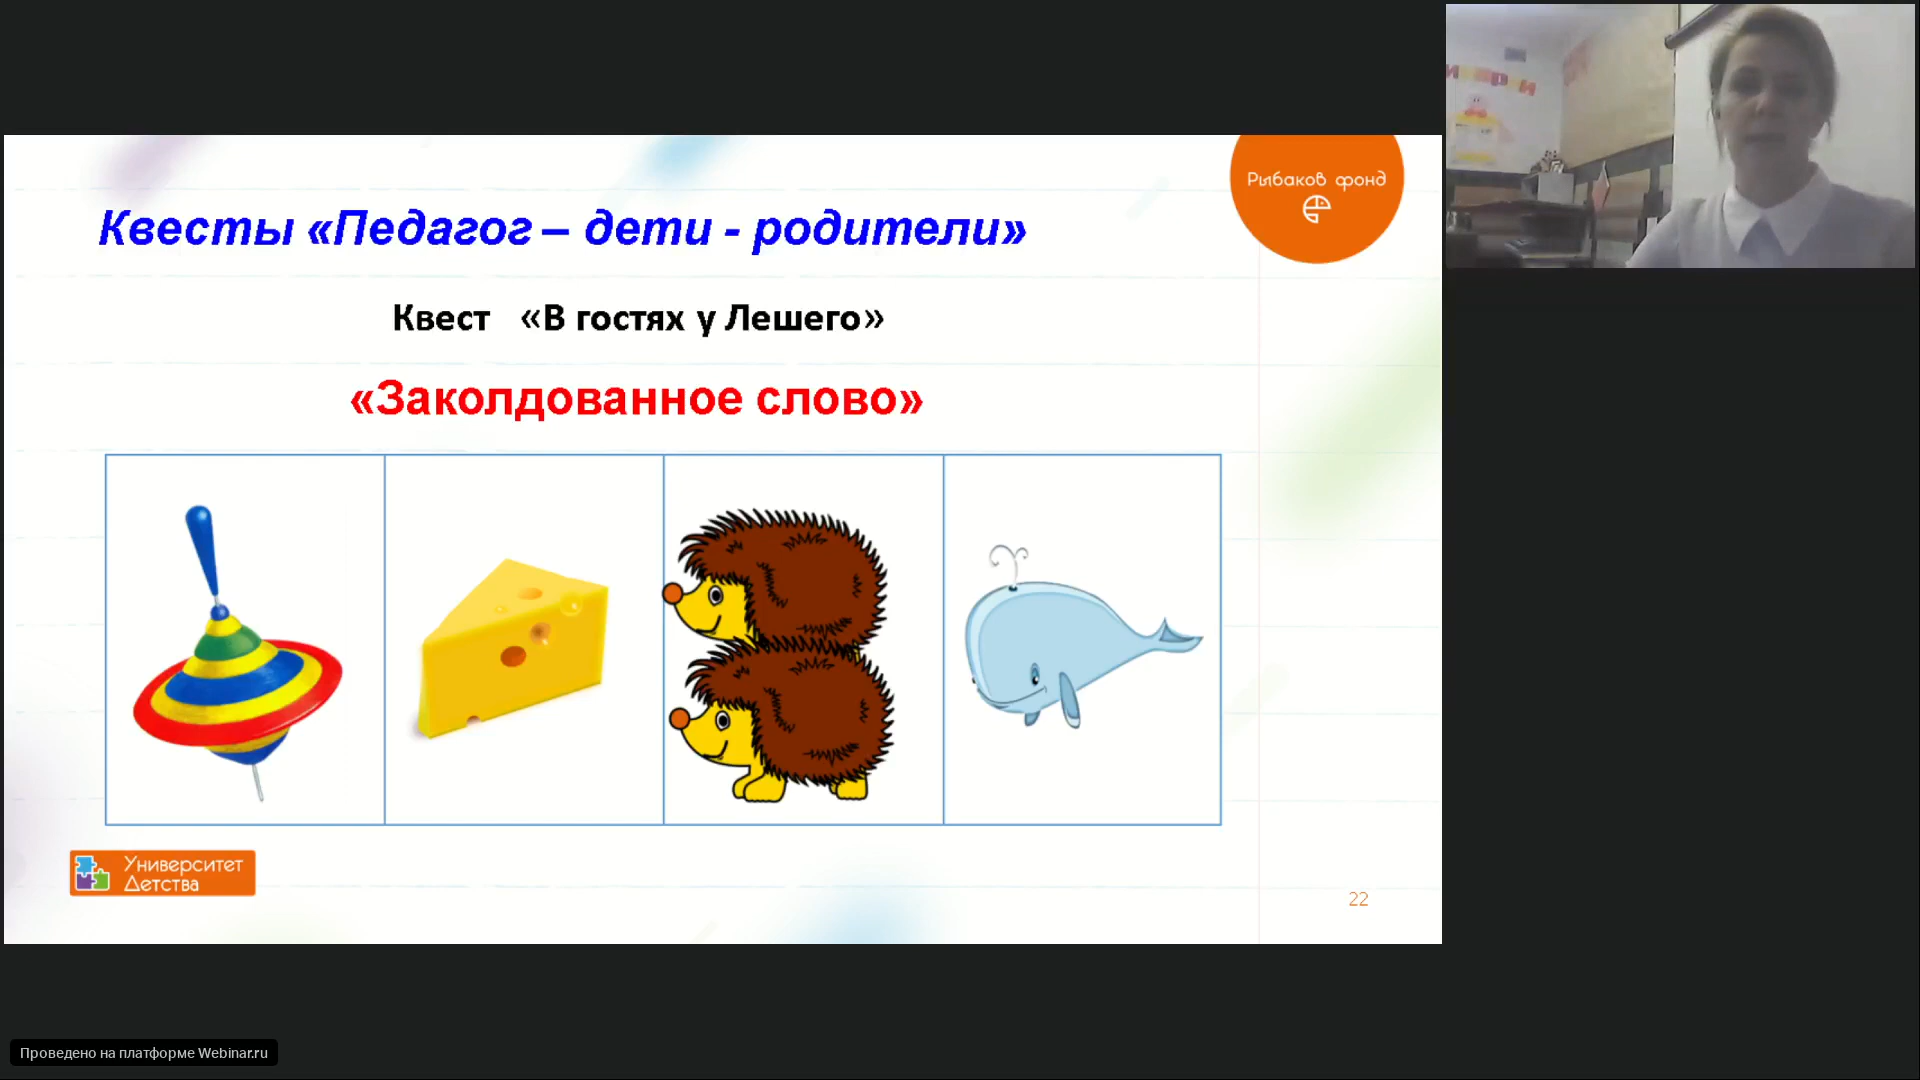 Рыбаков фонд
Квесты «Педагог – дети - родители»
Квест «В гостях у Лешего»
«Заколдованное слово»
Университет
Детства
22
Проведено на платформе Webinar.ru